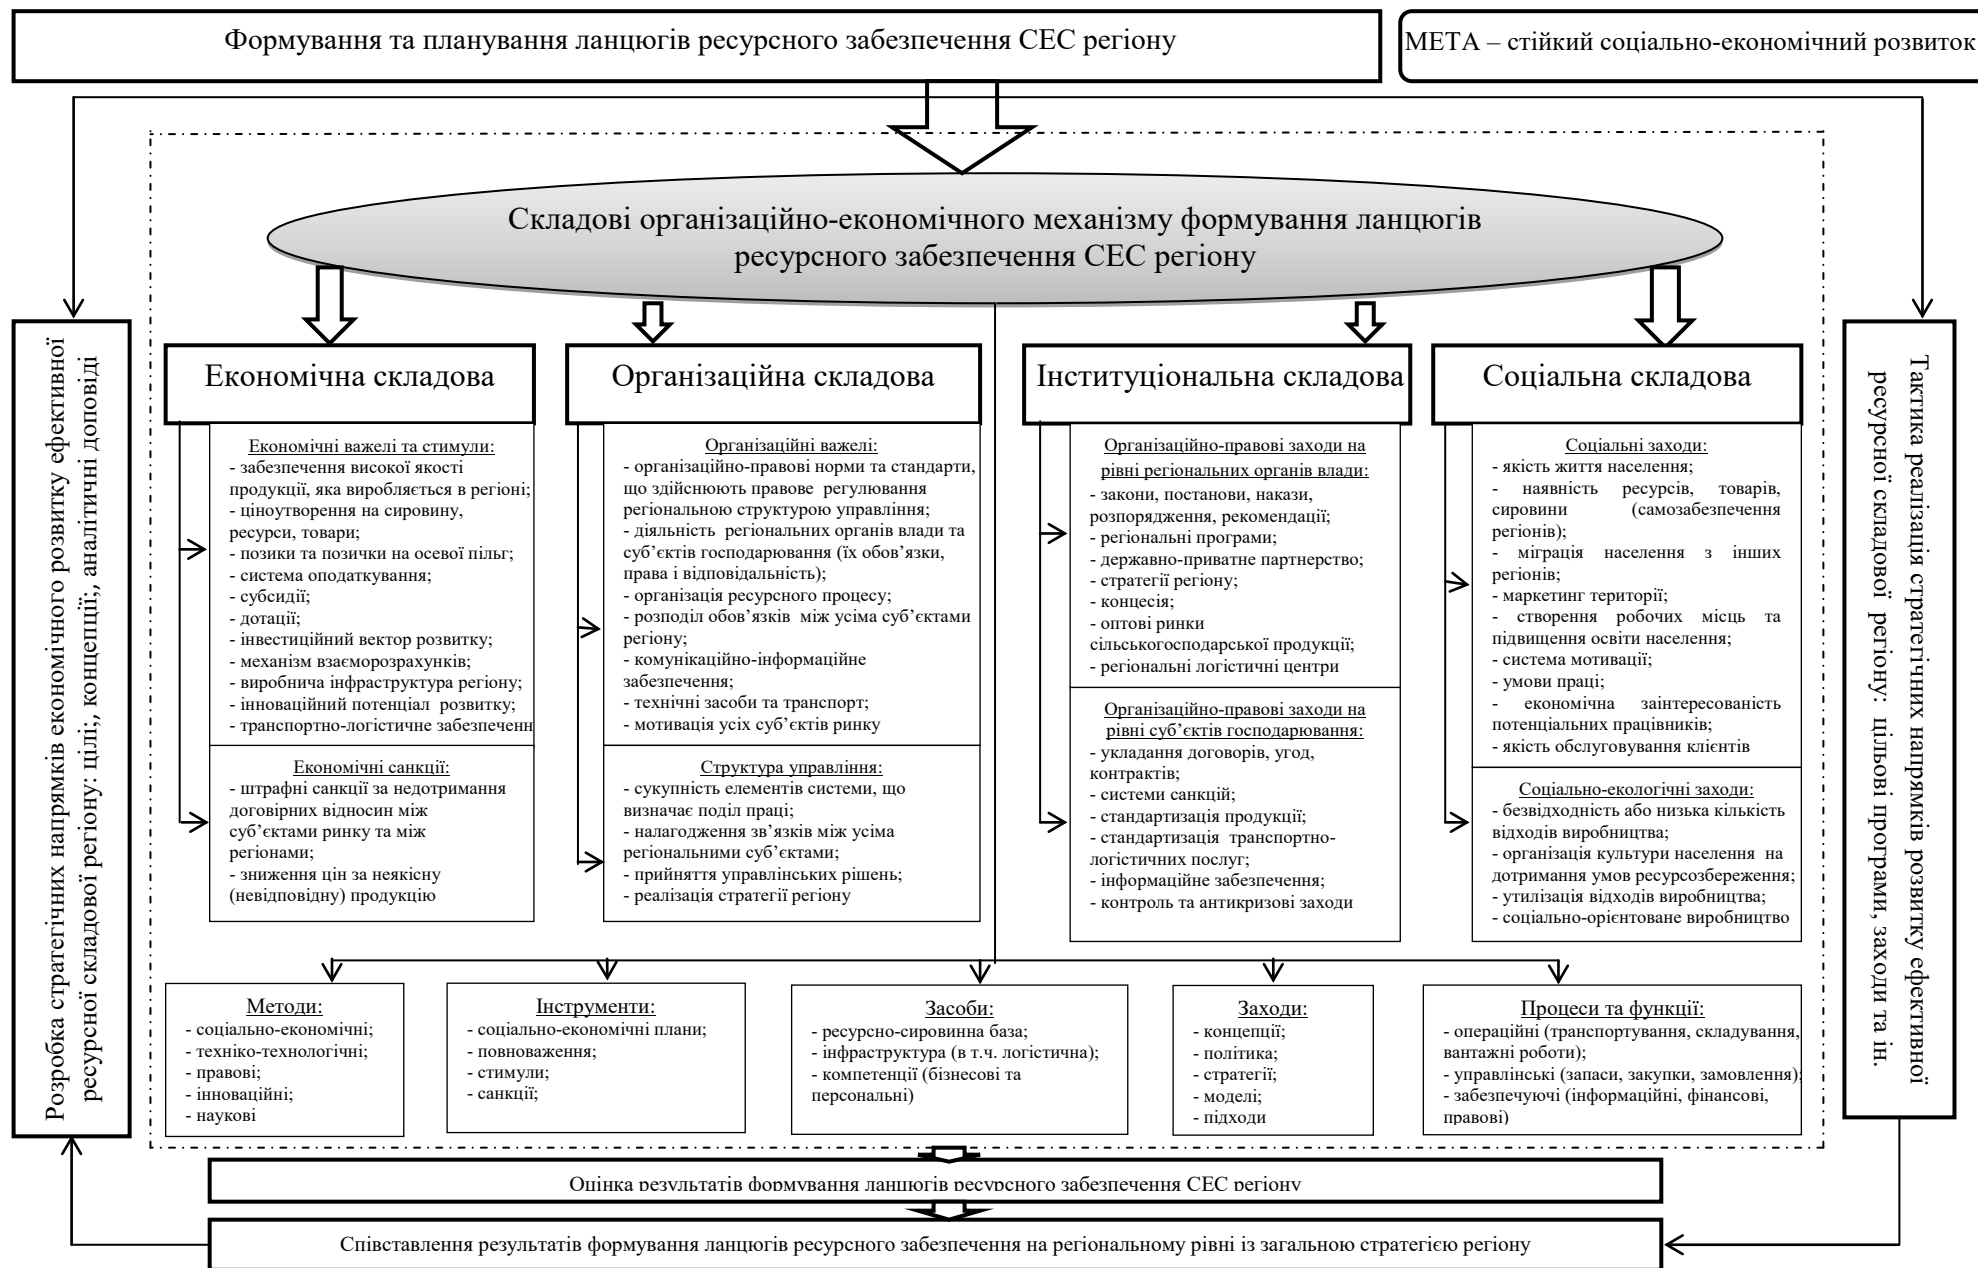 Формування та планування ланцюгів ресурсного забезпечення СЕС регіону
МЕТА – стійкий соціально-економічний розвиток
Складові організаційно-економічного механізму формування ланцюгів
ресурсного забезпечення СЕС регіону
Розробка стратегічних напрямків економічного розвитку ефективної
ресурсної складової регіону: цілі;, концепції;, аналітичні доповіді
Економічна складова
Економічні важелі та стимули:
- забезпечення високої якості
продукції, яка виробляється в регіоні;
- ціноутворення на сировину,
ресурси, товари;
- позики та позички на осевої пільг;
- система оподаткування;
- субсидії;
- дотації;
- інвестиційний вектор розвитку;
- механізм взаєморозрахунків;
- виробнича інфраструктура регіону;
- інноваційний потенціал розвитку;
- транспортно-логістичне забезпеченн
Економічні санкції:
- штрафні санкції за недотримання
договірних відносин між
суб’єктами ринку та між
регіонами;
- зниження цін за неякісну
(невідповідну) продукцію
Організаційна складова
Організаційні важелі:
- організаційно-правові норми та стандарти,
що здійснюють правове регулювання
регіональною структурою управління;
- діяльність регіональних органів влади та
суб’єктів господарювання (їх обов’язки,
права і відповідальність);
- організація ресурсного процесу;
- розподіл обов’язків між усіма суб’єктами
регіону;
- комунікаційно-інформаційне
забезпечення;
- технічні засоби та транспорт;
- мотивація усіх суб’єктів ринку
Структура управління:
- сукупність елементів системи, що
визначає поділ праці;
- налагодження зв’язків між усіма
регіональними суб’єктами;
- прийняття управлінських рішень;
- реалізація стратегії регіону
Інституціональна складова
Організаційно-правові заходи на
рівні регіональних органів влади:
- закони, постанови, накази,
розпорядження, рекомендації;
- регіональні програми;
- державно-приватне партнерство;
- стратегії регіону;
- концесія;
- оптові ринки
сільськогосподарської продукції;
- регіональні логістичні центри
Організаційно-правові заходи на
рівні суб’єктів господарювання:
- укладання договорів, угод,
контрактів;
- системи санкцій;
- стандартизація продукції;
- стандартизація транспортно-
логістичних послуг;
- інформаційне забезпечення;
- контроль та антикризові заходи
Соціальна складова
Соціальні заходи:
- якість життя населення;
- наявність ресурсів, товарів,
сировини (самозабезпечення
регіонів);
- міграція населення з інших
регіонів;
- маркетинг території;
- створення робочих місць та
підвищення освіти населення;
- система мотивації;
- умови праці;
- економічна заінтересованість
потенціальних працівників;
- якість обслуговування клієнтів
Соціально-екологічні заходи:
- безвідходність або низька кількість
відходів виробництва;
- організація культури населення на
дотримання умов ресурсозбереження;
- утилизація відходів виробництва;
- соціально-орієнтоване виробництво
Тактика реалізація стратегічних напрямків розвитку ефективної
ресурсної складової регіону: цільові програми, заходи та ін.
Методи:
- соціально-економічні;
- техніко-технологічні;
- правові;
- інноваційні;
- наукові
Інструменти:
- соціально-економічні плани;
- повноваження;
- стимули;
- санкції;
Засоби:
- ресурсно-сировинна база;
- інфраструктура (в т.ч. логістична);
- компетенції (бізнесові та
персональні)
Заходи:
- концепції;
- політика;
- стратегії;
- моделі;
- підходи
Процеси та функції:
- операційні (транспортування, складування,
вантажні роботи);
- управлінські (запаси, закупки, замовлення);
- забезпечуючі (інформаційні, фінансові,
правові)
Оцінка результатів формування ланцюгів ресурсного забезпечення СЕС регіону
Співставлення результатів формування ланцюгів ресурсного забезпечення на регіональному рівні із загальною стратегією регіону